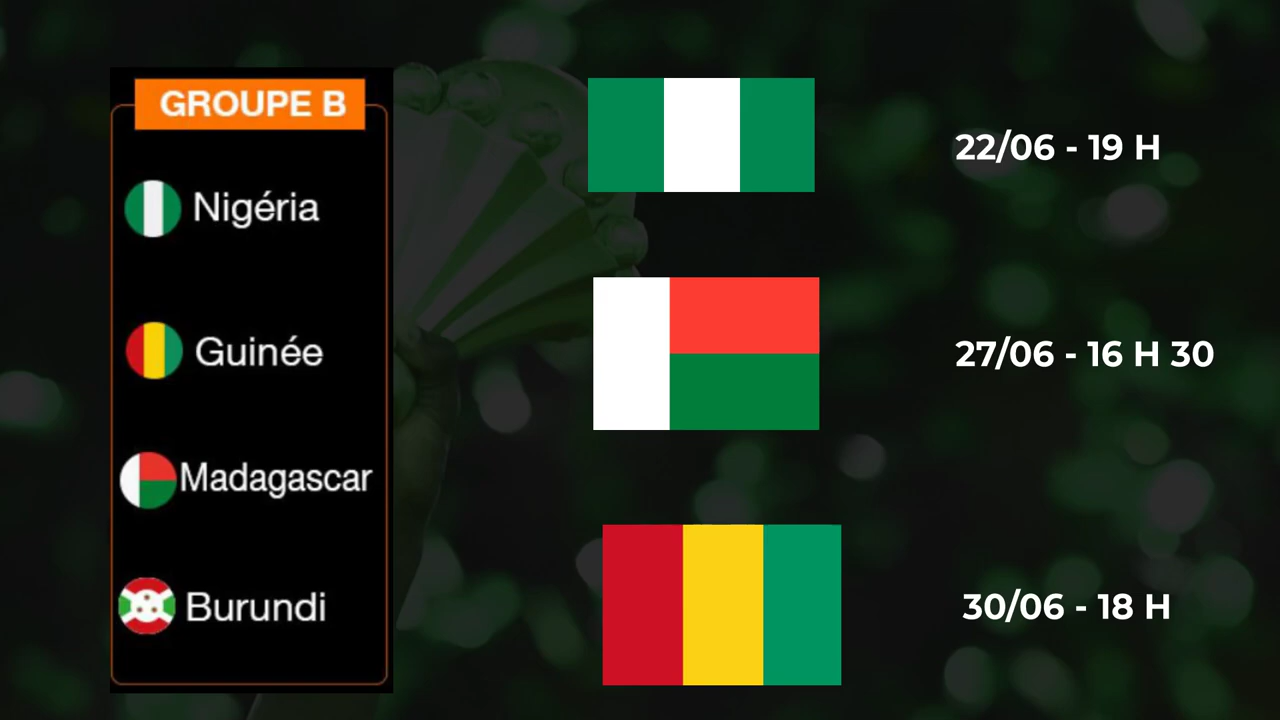 GROUPE B
Nigéria
Guinée
Madagascar
Burundi
22/06 - 19 H
27/06 - 16 H 30
30/06 - 18 H